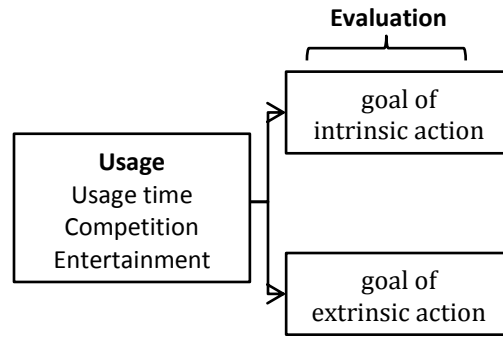 Evaluation
goal of
intrinsic action
Usage
Usage time
Competition
Entertainment
goal of
extrinsic action